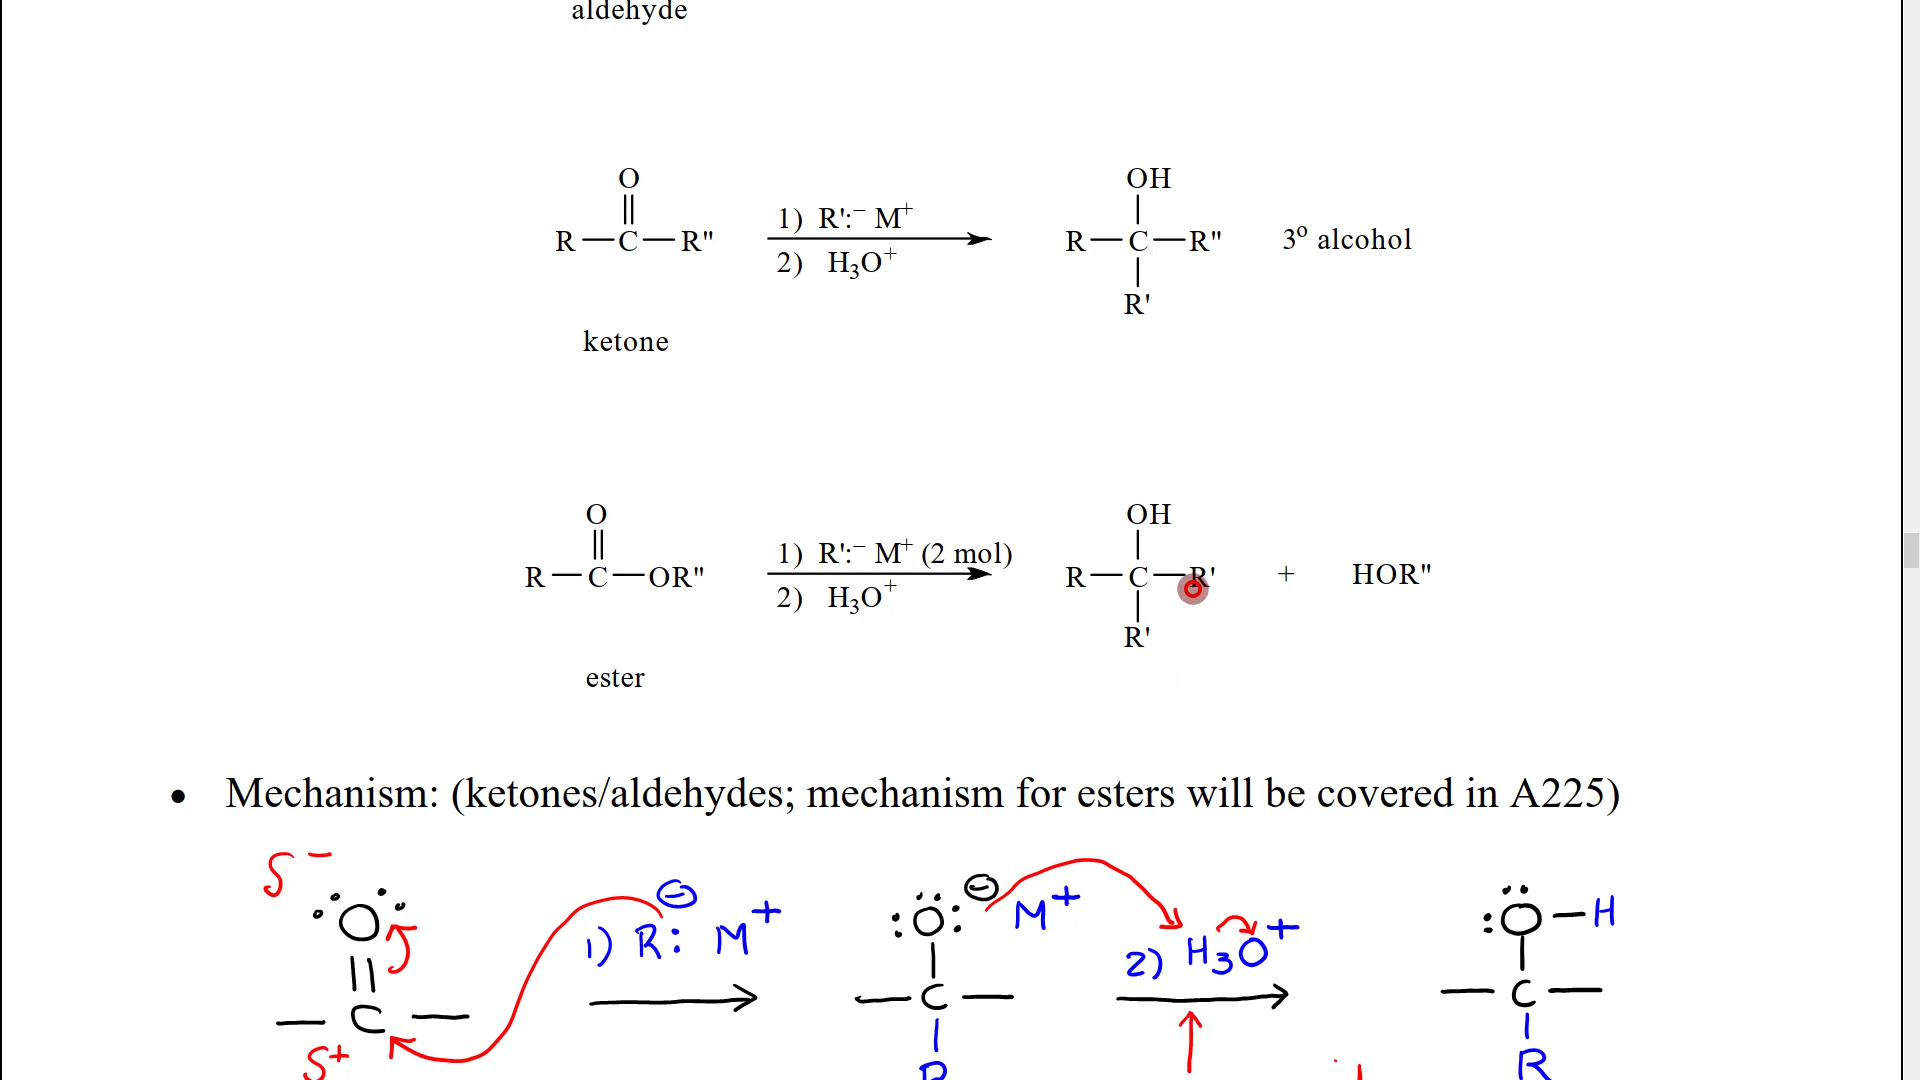 aldehyde
O
R—C—R"
1) R':⁻ M⁺
2) H₃O⁺
OH
R—C—R"
R'
3º alcohol
ketone
O
R—C—OR"
1) R':⁻ M⁺ (2 mol)
2) H₃O⁺
OH
R—C—R'
R'
+ HOR"
ester
• Mechanism: (ketones/aldehydes; mechanism for esters will be covered in A225)
δ⁻
:O:
C
δ⁺
1) R:⊖ M⁺
:O:⊖ M⁺
C
R
2) H₃O⁺
:O—H
C
R